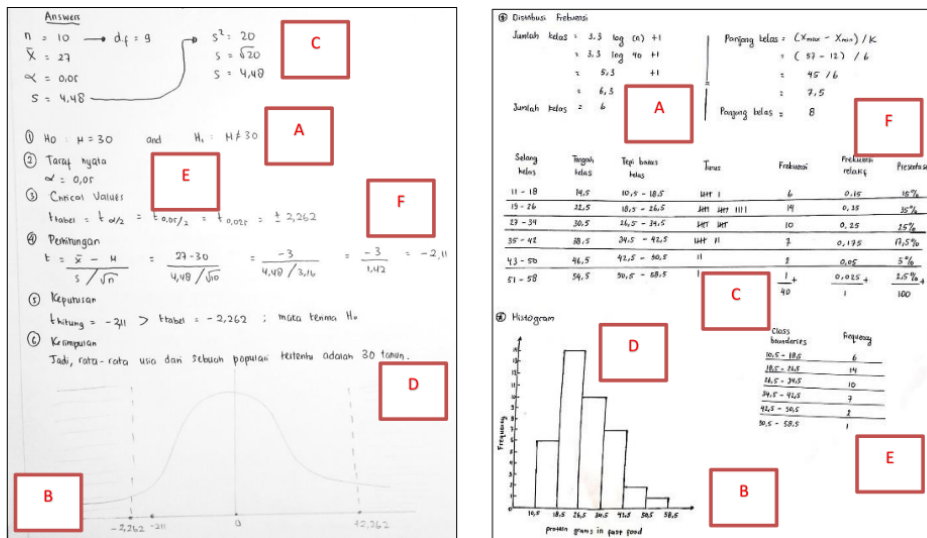 Answers
n = 10 → d.f = 9
x̄ = 27
α = 0,05
s = 4,48
s² = 20
s = √20
s = 4,48
C
A
① H0 : μ = 30 and H₁ : μ ≠ 30
② Taraf nyata
α = 0,05
E
③ Critical Values
t tabel = t α/2 = t 0,05/2 = t 0,025 = ± 2,262
F
④ Perhitungan
t = x̄ - μ / s/√n = 27-30 / 4,48/√10 = -3 / 4,48/3,16 = -3 / 1,42 = -2,11
⑤ Keputusan
t hitung = -2,11 > t tabel = -2,262 ; maka terima H₀
⑥ Kesimpulan
Jadi, rata-rata usia dari sebuah populasi tertentu adalah 30 tahun.
D
B
-2,262 -2,11 0 +2,262
Distribusi Frekuensi
Jumlah kelas = 3.3 log (n) +1
= 3.3 log 40 +1
= 5,3 +1
= 6,3
Jumlah kelas = 6
Panjang kelas = (Xmax - Xmin) / K
= (57 - 12) / 6
= 45 / 6
= 7,5
Panjang kelas = 8
A
F
Selang kelas Tengah kelas Tepi batas kelas Turus Frekuensi Frekuensi relatif Presentase
11 - 18 14,5 10,5 - 18,5 6 0,15 15%
19 - 26 22,5 18,5 - 26,5 14 0,35 35%
27 - 34 30,5 26,5 - 34,5 10 0,25 25%
35 - 42 38,5 34,5 - 42,5 7 0,175 17,5%
43 - 50 46,5 42,5 - 50,5 2 0,05 5%
51 - 58 54,5 50,5 - 58,5 1 0,025 2,5%
40 1 100
C
Histogram
D
Class boundaries Frequency
10,5 - 18,5 6
18,5 - 26,5 14
26,5 - 34,5 10
34,5 - 42,5 7
42,5 - 50,5 2
50,5 - 58,5 1
E
B
Frequency
10,5 18,5 26,5 34,5 42,5 50,5 58,5
protein grams in fast food